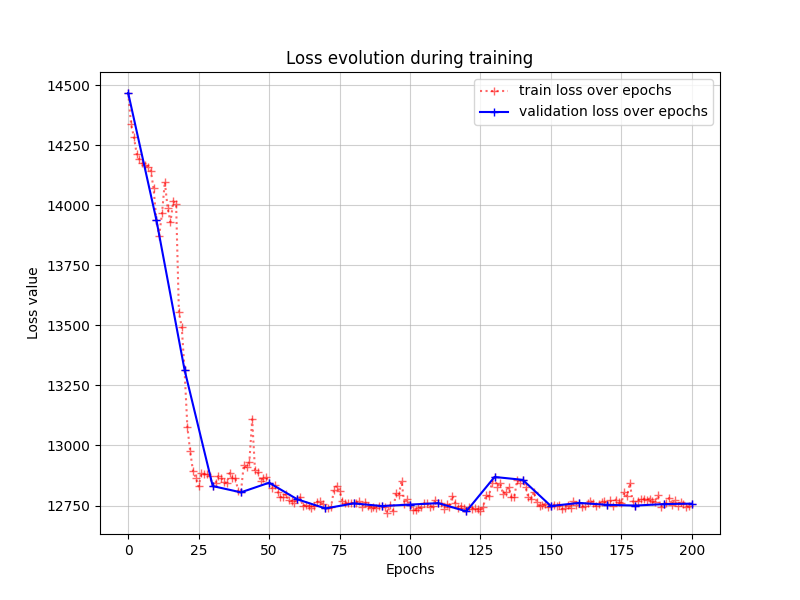 Loss evolution during training
14500
14250
14000
13750
13500
13250
13000
12750
Loss value
train loss over epochs
validation loss over epochs
0 25 50 75 100 125 150 175 200
Epochs